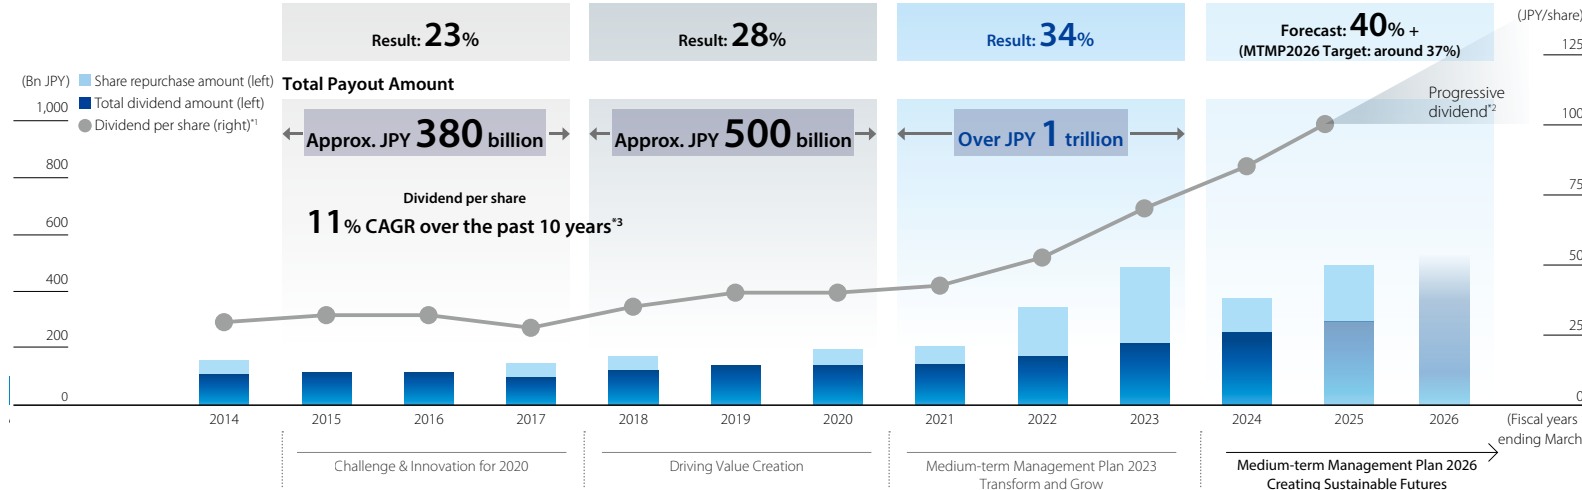 Result: 23%
Result: 28%
Result: 34%
Forecast: 40% +
(MTMP2026 Target: around 37%)
(JPY/share)
(Bn JPY)
Share repurchase amount (left)
Total dividend amount (left)
Dividend per share (right)*1
Total Payout Amount
Approx. JPY 380 billion
Approx. JPY 500 billion
Over JPY 1 trillion
Progressive
dividend*2
Dividend per share
11% CAGR over the past 10 years*3
1,000
800
600
400
200
0
125
100
75
50
25
0
2014
2015
2016
2017
2018
2019
2020
2021
2022
2023
2024
2025
2026
(Fiscal years
ending March
Challenge & Innovation for 2020
Driving Value Creation
Medium-term Management Plan 2023
Transform and Grow
Medium-term Management Plan 2026
Creating Sustainable Futures